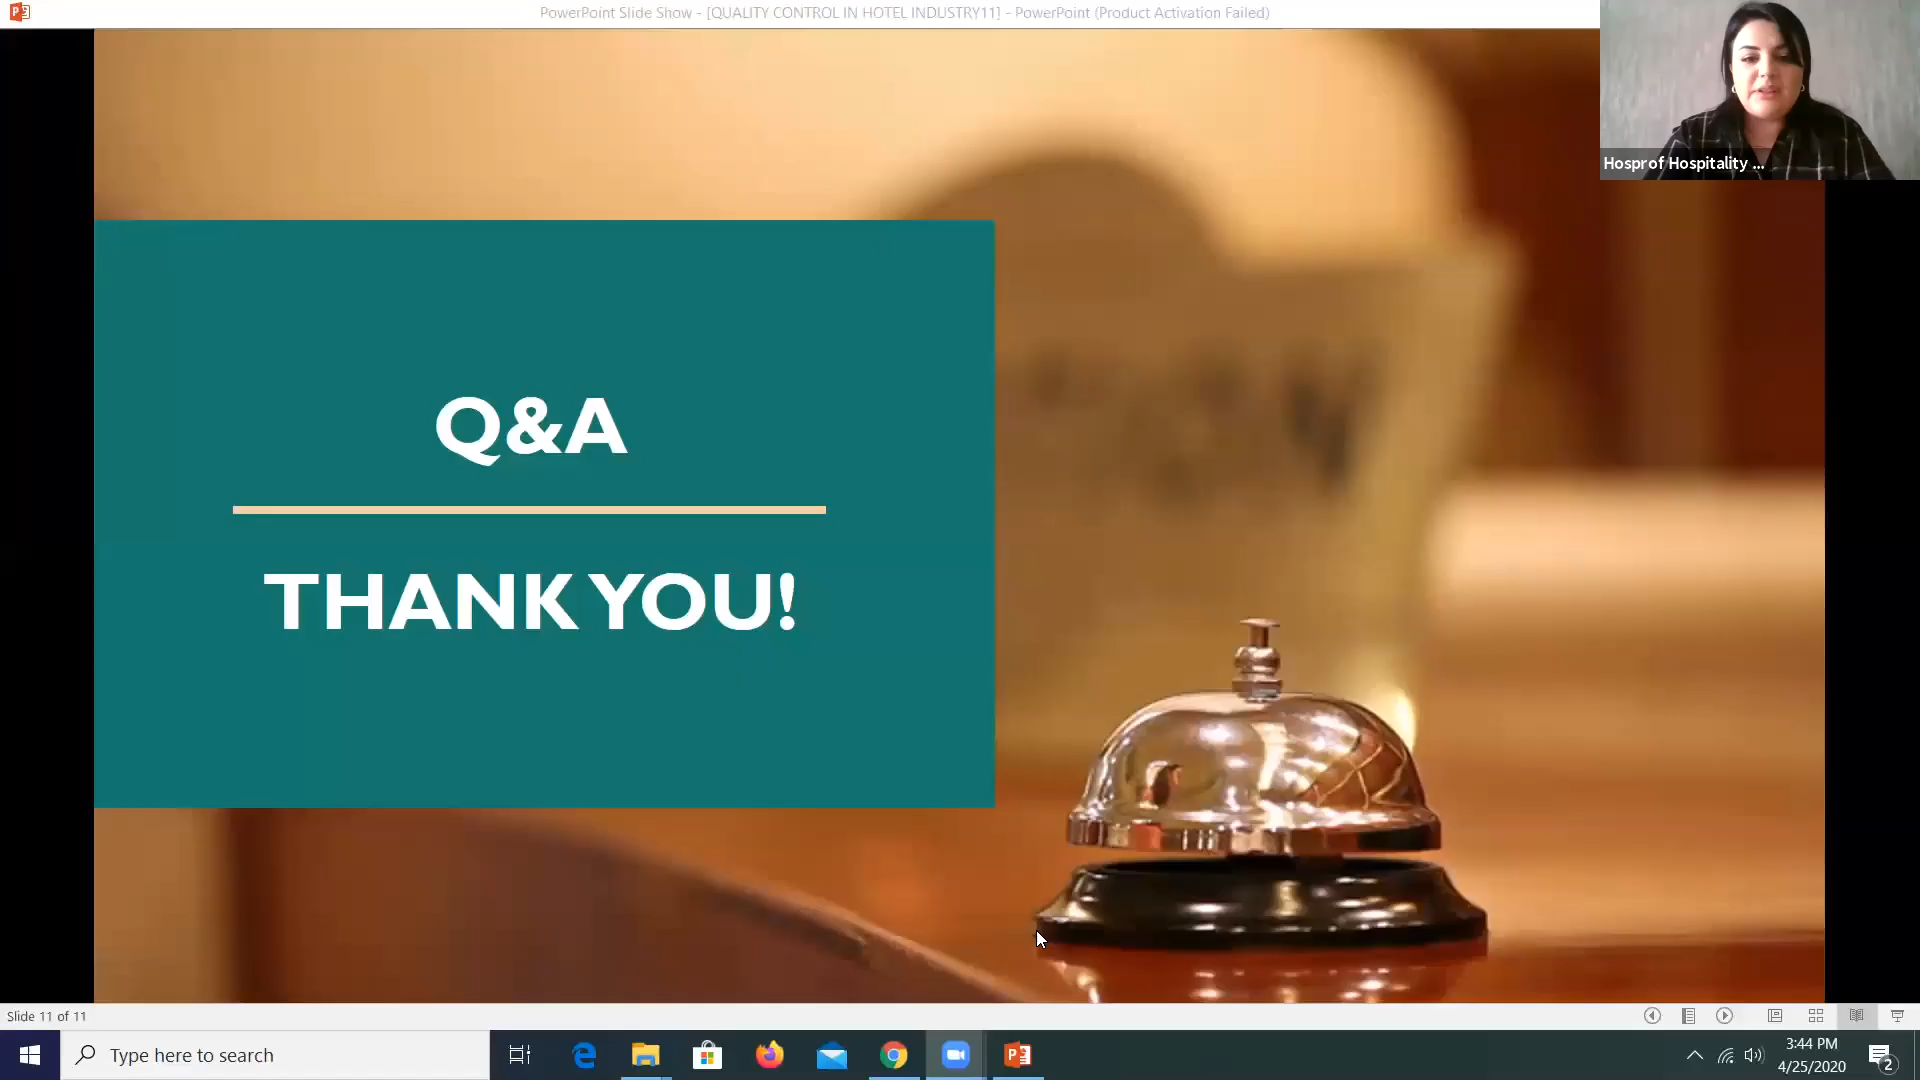 PowerPoint Slide Show - [QUALITY CONTROL IN HOTEL INDUSTRY11] - PowerPoint (Product Activation Failed)
Hosprof Hospitality ...
Q&A
THANK YOU!
Slide 11 of 11
Type here to search
3:44 PM
4/25/2020
2